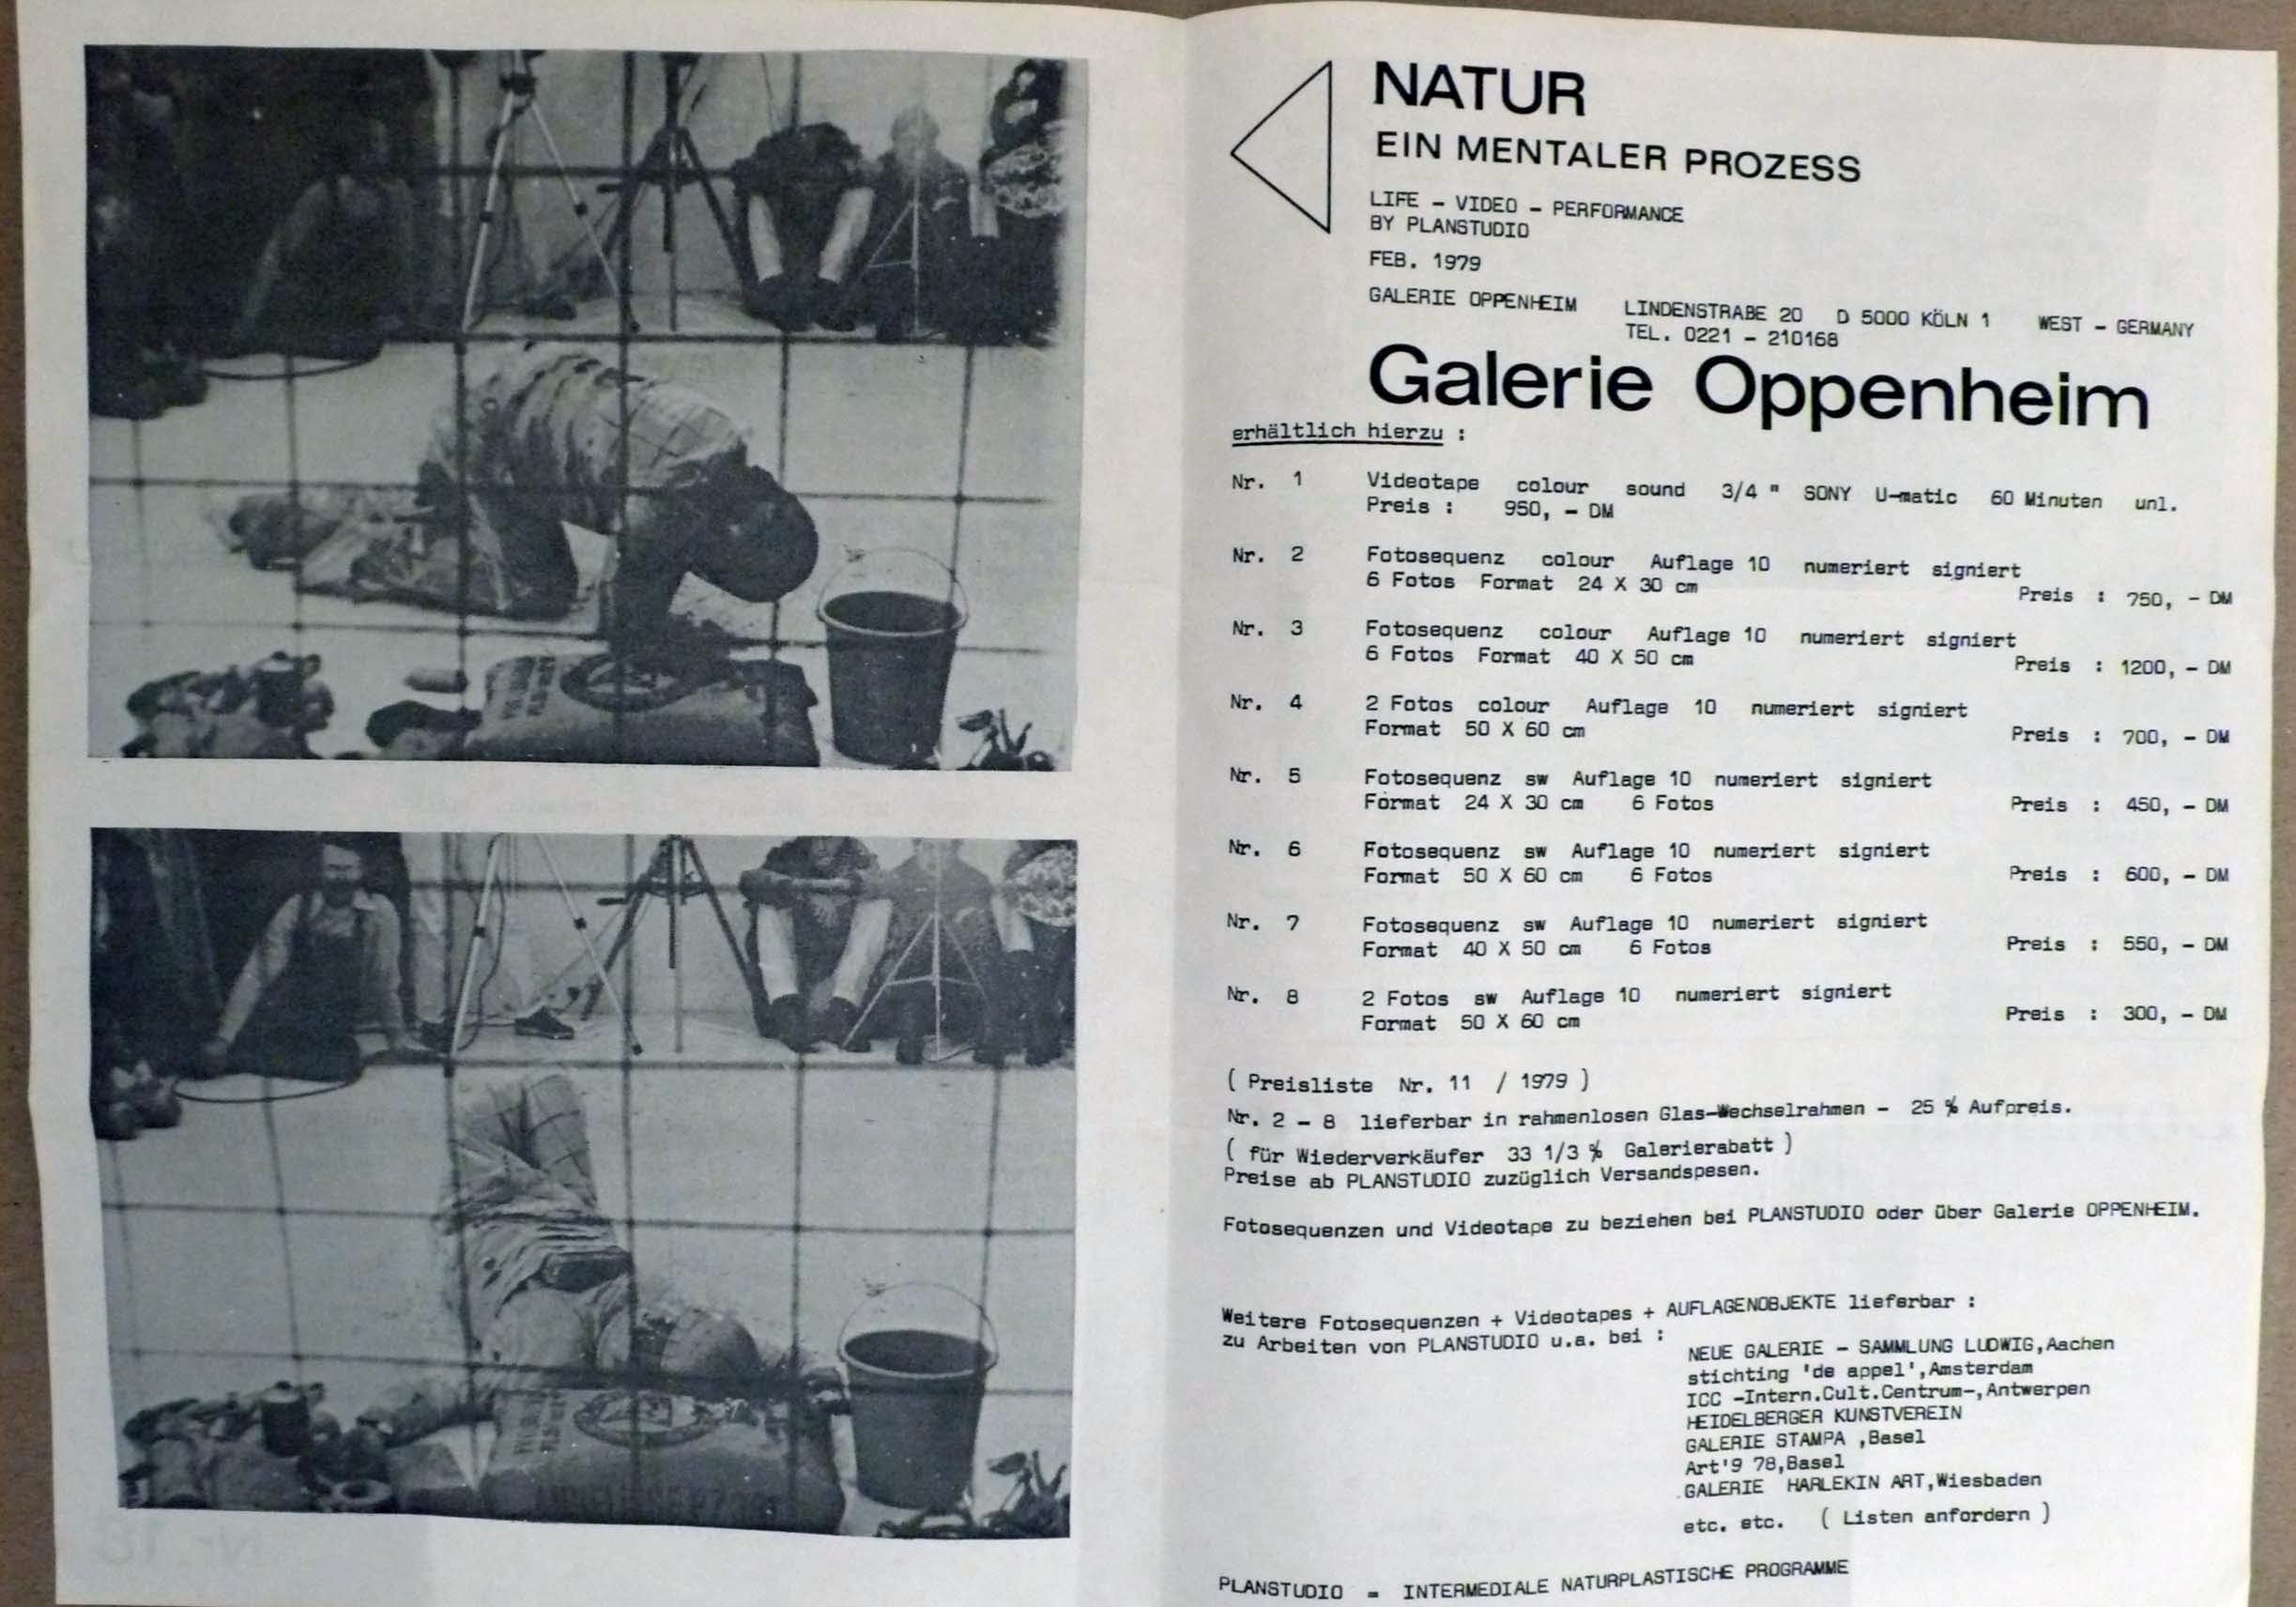 NATUR
EIN MENTALER PROZESS
LIFE - VIDEO - PERFORMANCE
BY PLANSTUDIO
FEB. 1979
GALERIE OPPENHEIM LINDENSTRAßE 20 D 5000 KÖLN 1 WEST - GERMANY
TEL. 0221 - 210168
Galerie Oppenheim
erhältlich hierzu :
Nr. 1 Videotape colour sound 3/4 " SONY U-matic 60 Minuten unl.
Preis : 950, - DM
Nr. 2 Fotosequenz colour Auflage 10 numeriert signiert
6 Fotos Format 24 X 30 cm Preis : 750, - DM
Nr. 3 Fotosequenz colour Auflage 10 numeriert signiert
6 Fotos Format 40 X 50 cm Preis : 1200, - DM
Nr. 4 2 Fotos colour Auflage 10 numeriert signiert
Format 50 X 60 cm Preis : 700, - DM
Nr. 5 Fotosequenz sw Auflage 10 numeriert signiert
Format 24 X 30 cm 6 Fotos Preis : 450, - DM
Nr. 6 Fotosequenz sw Auflage 10 numeriert signiert
Format 50 X 60 cm 6 Fotos Preis : 600, - DM
Nr. 7 Fotosequenz sw Auflage 10 numeriert signiert
Format 40 X 50 cm 6 Fotos Preis : 550, - DM
Nr. 8 2 Fotos sw Auflage 10 numeriert signiert
Format 50 X 60 cm Preis : 300, - DM
( Preisliste Nr. 11 / 1979 )
Nr. 2 - 8 lieferbar in rahmenlosen Glas-Wechselrahmen - 25 % Aufpreis.
( für Wiederverkäufer 33 1/3 % Galerierabatt )
Preise ab PLANSTUDIO zuzüglich Versandspesen.
Fotosequenzen und Videotape zu beziehen bei PLANSTUDIO oder über Galerie OPPENHEIM.
Weitere Fotosequenzen + Videotapes + AUFLAGENOBJEKTE lieferbar :
zu Arbeiten von PLANSTUDIO u.a. bei :
NEUE GALERIE - SAMMLUNG LUDWIG,Aachen
stichting 'de appel',Amsterdam
ICC -Intern.Cult.Centrum-,Antwerpen
HEIDELBERGER KUNSTVEREIN
GALERIE STAMPA ,Basel
Art'9 78,Basel
GALERIE HARLEKIN ART,Wiesbaden
etc. etc. ( Listen anfordern )
PLANSTUDIO = INTERMEDIALE NATURPLASTISCHE PROGRAMME